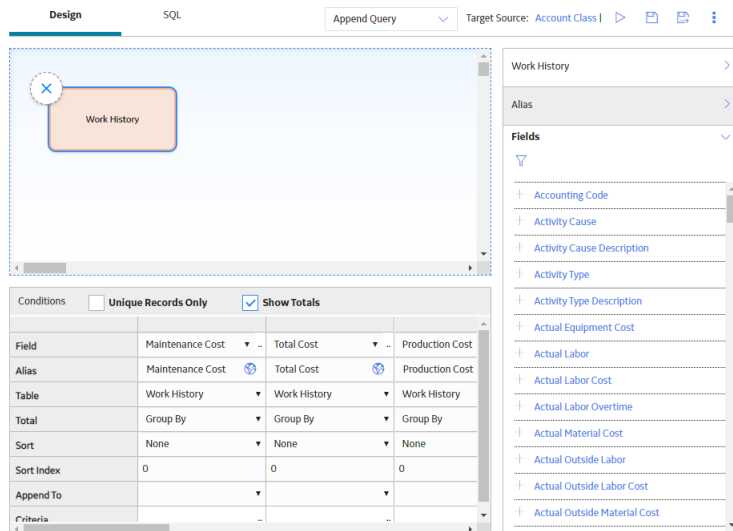 Design SQL Append Query Target Source: Account Class |
Work History
Work History
Alias
Fields
Accounting Code
Activity Cause
Activity Cause Description
Activity Type
Activity Type Description
Actual Equipment Cost
Actual Labor
Actual Labor Cost
Actual Labor Overtime
Actual Material Cost
Actual Outside Labor
Actual Outside Labor Cost
Actual Outside Material Cost
Conditions Unique Records Only Show Totals
Field Maintenance Cost .. Total Cost .. Production Cost
Alias Maintenance Cost Total Cost Production Cost
Table Work History Work History Work History
Total Group By Group By Group By
Sort None None None
Sort Index 0 0 0
Append To
Criteria .. ..